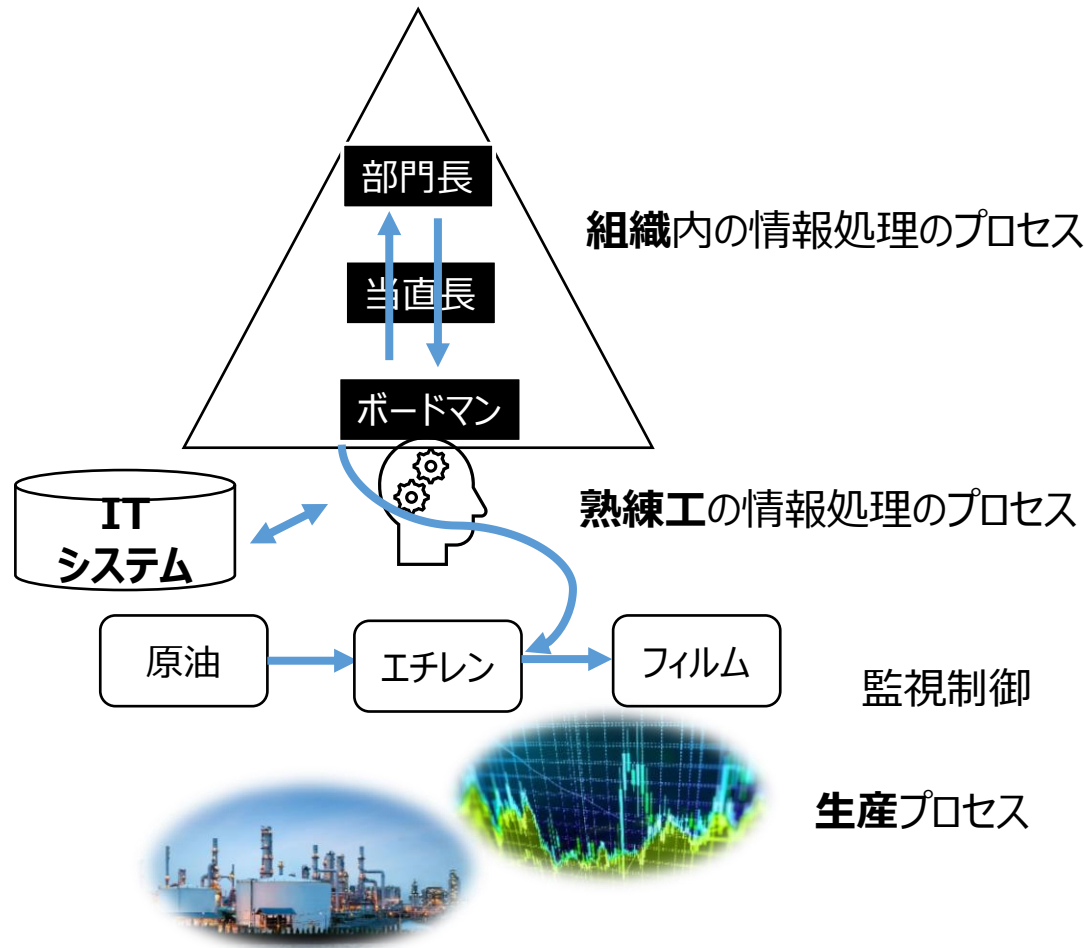 部門長
組織内の情報処理のプロセス
当直長
ボードマン
IT
システム
熟練工の情報処理のプロセス
原油
エチレン
フィルム
監視制御
生産プロセス